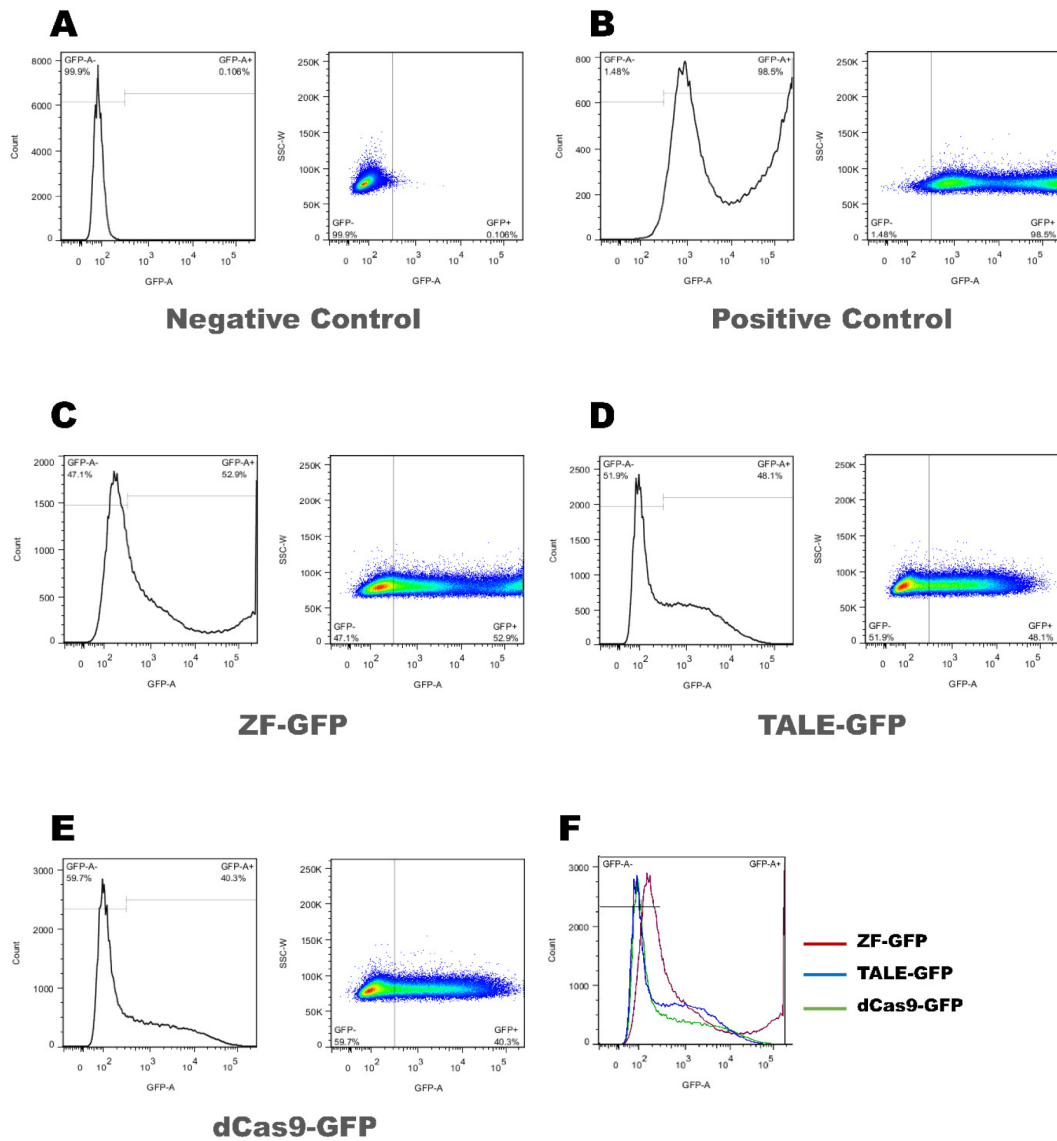 A
GFP-A-
99.9%
GFP-A+
0.106%
8000
6000
4000
2000
0
Count
0 10^2 10^3 10^4 10^5
GFP-A
250K
200K
150K
100K
50K
0
SSC-W
GFP-
99.9%
GFP+
0.106%
0 10^2 10^3 10^4 10^5
GFP-A
Negative Control
B
GFP-A-
1.48%
GFP-A+
98.5%
800
600
400
200
0
Count
0 10^2 10^3 10^4 10^5
GFP-A
250K
200K
150K
100K
50K
0
SSC-W
GFP-
1.48%
GFP+
98.5%
0 10^2 10^3 10^4 10^5
GFP-A
Positive Control
C
GFP-A-
47.1%
GFP-A+
52.9%
2000
1500
1000
500
0
Count
0 10^2 10^3 10^4 10^5
GFP-A
250K
200K
150K
100K
50K
0
SSC-W
GFP-
47.1%
GFP+
52.9%
0 10^2 10^3 10^4 10^5
GFP-A
ZF-GFP
D
GFP-A-
51.9%
GFP-A+
48.1%
2500
2000
1500
1000
500
0
Count
0 10^2 10^3 10^4 10^5
GFP-A
250K
200K
150K
100K
50K
0
SSC-W
GFP-
51.9%
GFP+
48.1%
0 10^2 10^3 10^4 10^5
GFP-A
TALE-GFP
E
GFP-A-
59.7%
GFP-A+
40.3%
3000
2000
1000
0
Count
0 10^2 10^3 10^4 10^5
GFP-A
250K
200K
150K
100K
50K
0
SSC-W
GFP-
59.7%
GFP+
40.3%
0 10^2 10^3 10^4 10^5
GFP-A
dCas9-GFP
F
GFP-A-
GFP-A+
3000
2000
1000
0
Count
0 10^2 10^3 10^4 10^5
GFP-A
ZF-GFP
TALE-GFP
dCas9-GFP